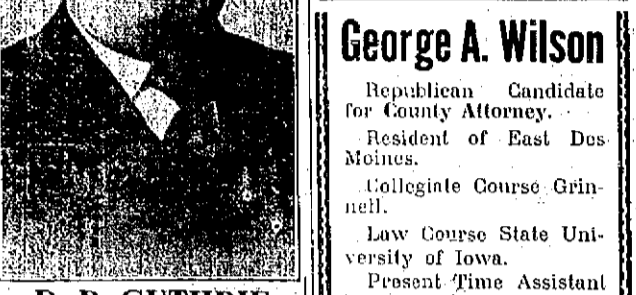 George A. Wilson
Republican Candidate
for County Attorney.
Resident of East Des
Moines.
Collegiate Course Grin-
nell.
Law Course State Uni-
versity of Iowa.
Present Time Assistant
GUTHRIE